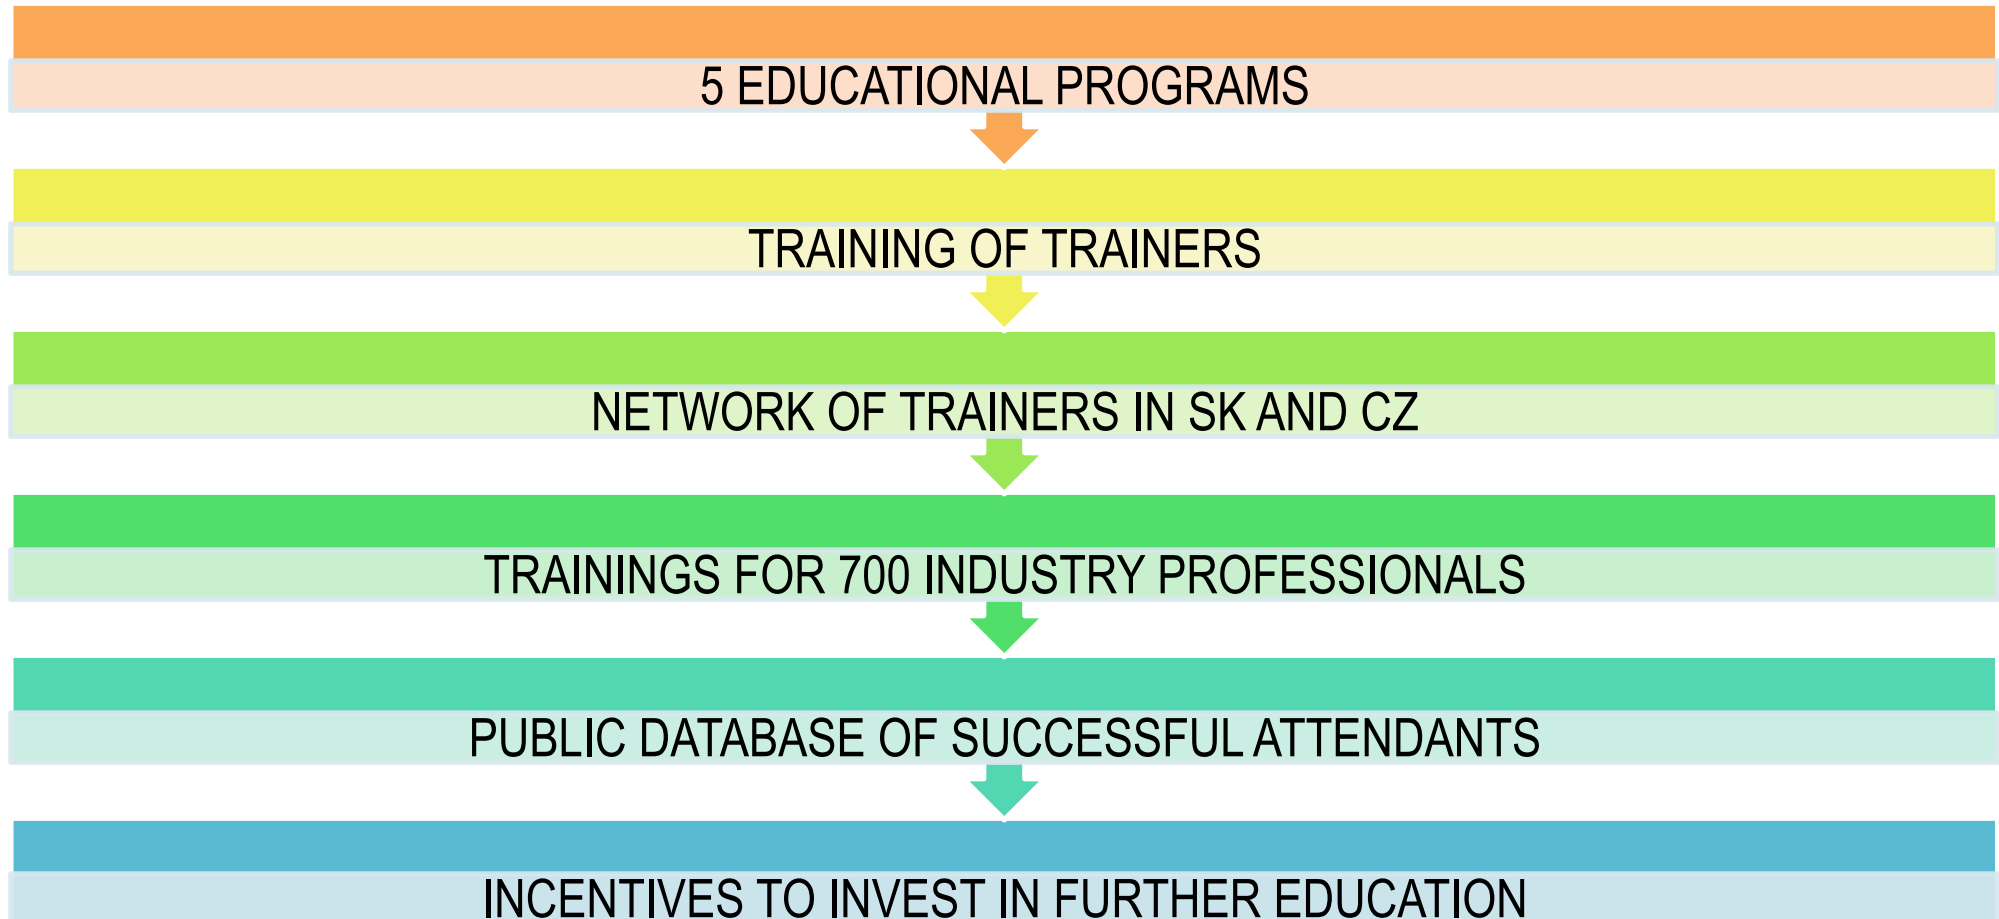 5 EDUCATIONAL PROGRAMS
TRAINING OF TRAINERS
NETWORK OF TRAINERS IN SK AND CZ
TRAININGS FOR 700 INDUSTRY PROFESSIONALS
PUBLIC DATABASE OF SUCCESSFUL ATTENDANTS
INCENTIVES TO INVEST IN FURTHER EDUCATION